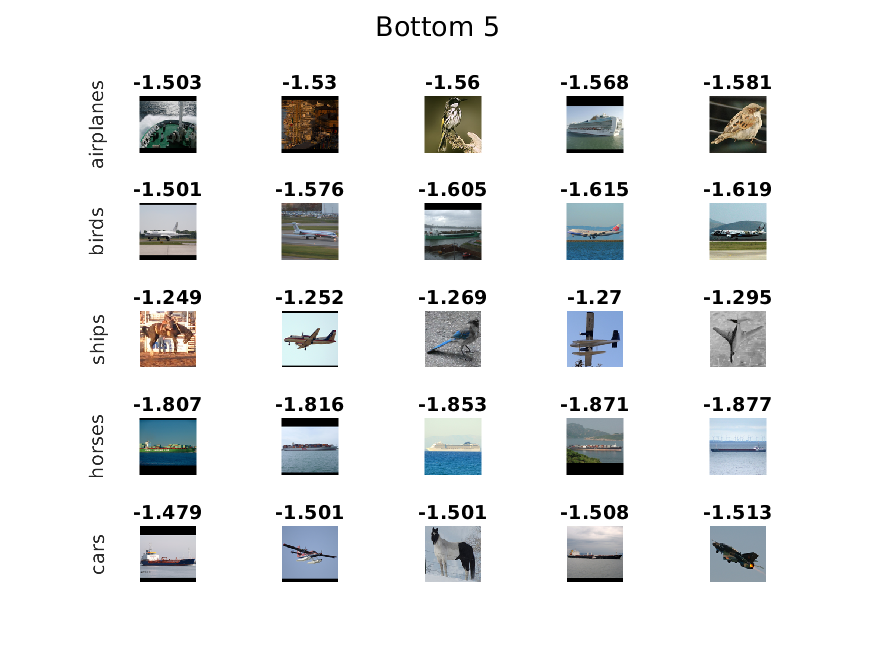 Bottom 5
airplanes
-1.503 -1.53 -1.56 -1.568 -1.581
birds
-1.501 -1.576 -1.605 -1.615 -1.619
ships
-1.249 -1.252 -1.269 -1.27 -1.295
horses
-1.807 -1.816 -1.853 -1.871 -1.877
cars
-1.479 -1.501 -1.501 -1.508 -1.513